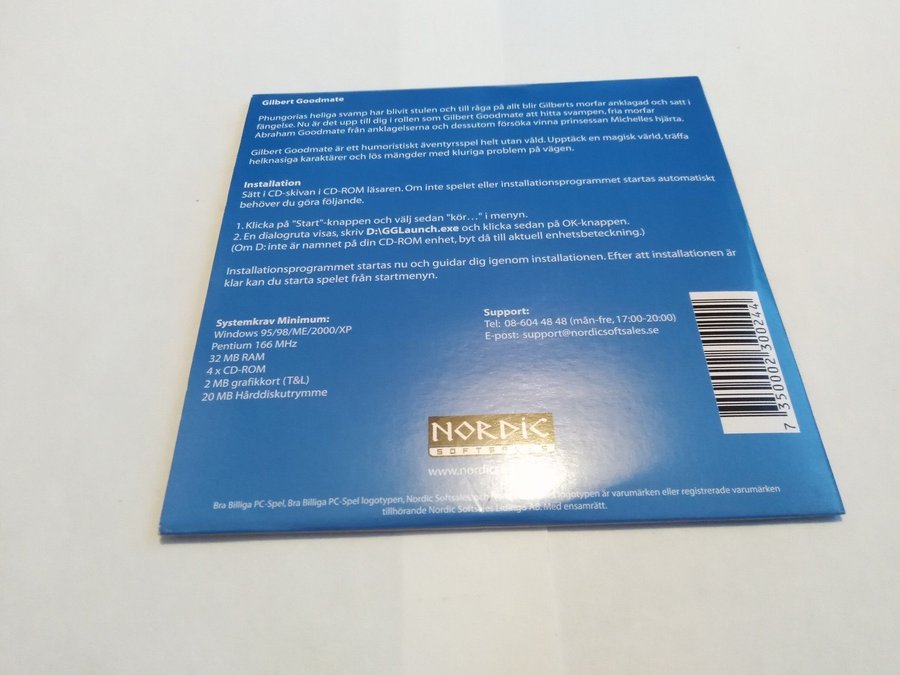 Gilbert Goodmate
Phungorias heliga svamp har blivit stulen och till råga på allt blir Gilberts morfar anklagad och satt i
fängelse. Nu är det upp till dig i rollen som Gilbert Goodmate att hitta svampen, fria morfar
Abraham Goodmate från anklagelserna och dessutom försöka vinna prinsessan Michelles hjärta.
Gilbert Goodmate är ett humoristiskt äventyrsspel helt utan våld. Upptäck en magisk värld, träffa
helknasiga karaktärer och lös mängder med kluriga problem på vägen.
Installation
Sätt i CD-skivan i CD-ROM läsaren. Om inte spelet eller installationsprogrammet startas automatiskt
behöver du göra följande.
1. Klicka på "Start"-knappen och välj sedan "kör…" i menyn.
2. En dialogruta visas, skriv D:\GGLaunch.exe och klicka sedan på OK-knappen.
(Om D: inte är namnet på din CD-ROM enhet, byt då till aktuell enhetsbeteckning.)
Installationsprogrammet startas nu och guidar dig igenom installationen. Efter att installationen är
klar kan du starta spelet från startmenyn.
Systemkrav Minimum:
Windows 95/98/ME/2000/XP
Pentium 166 MHz
32 MB RAM
4 x CD-ROM
2 MB grafikkort (T&L)
20 MB Hårddiskutrymme
Support:
Tel: 08-604 48 48 (mån-fre, 17:00-20:00)
E-post: support@nordicsoftsales.se
7 350002 300244
NORDIC
SOFTSALES
www.nordics
Bra Billiga PC-Spel, Bra Billiga PC-Spel logotypen, Nordic Softsales och logotypen är varumärken eller registrerade varumärken
tillhörande Nordic Softsales Lidingö AB. Med ensamrätt.